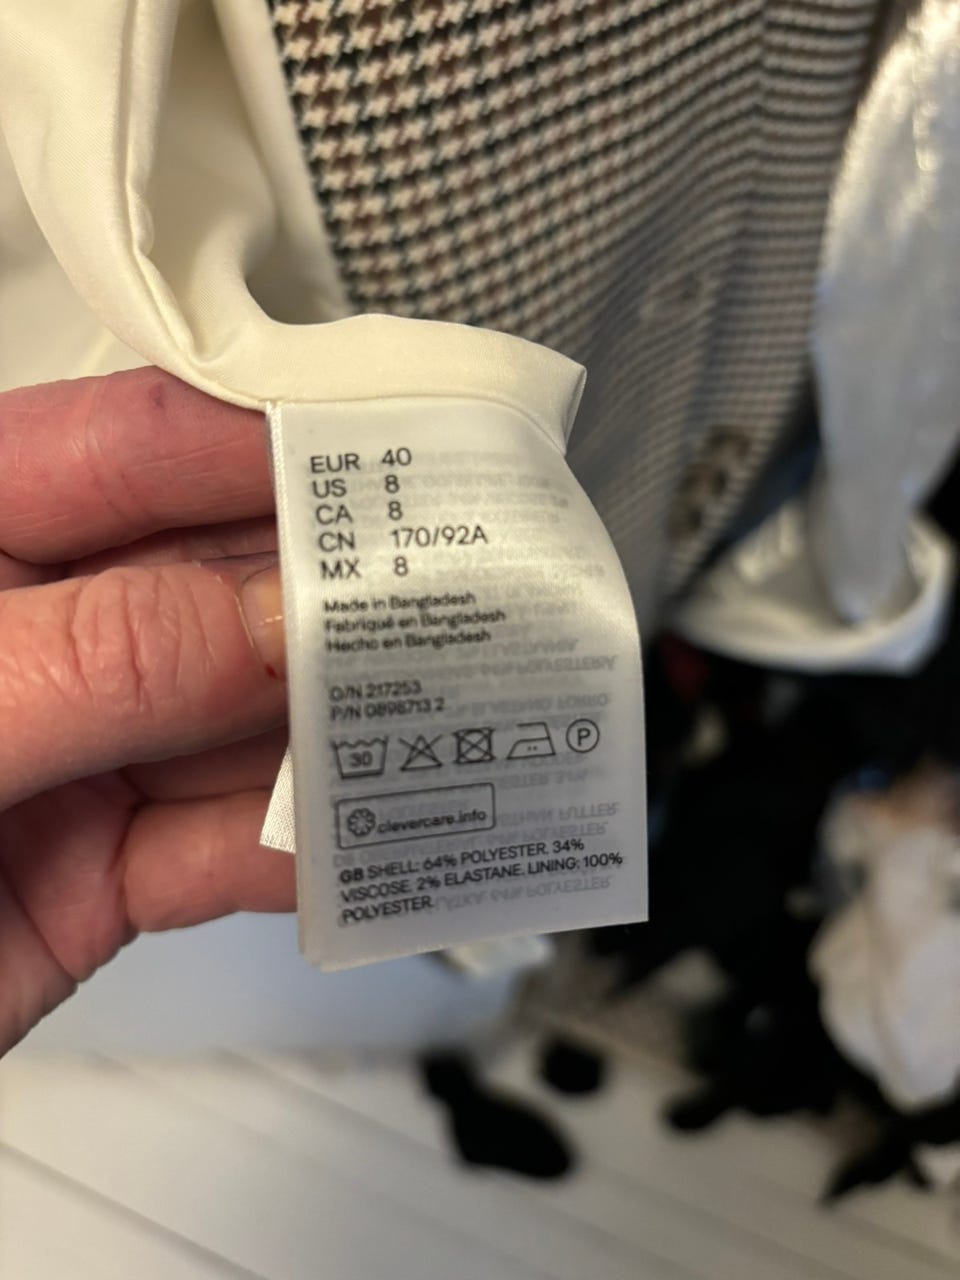 EUR 40
US 8
CA 8
CN 170/92A
MX 8
Made in Bangladesh
Fabriqué en Bangladesh
Hecho en Bangladesh
O/N 217253
P/N 0898713 2
30
P
clevercare.info
GB SHELL: 64% POLYESTER. 34%
VISCOSE. 2% ELASTANE. LINING: 100%
POLYESTER